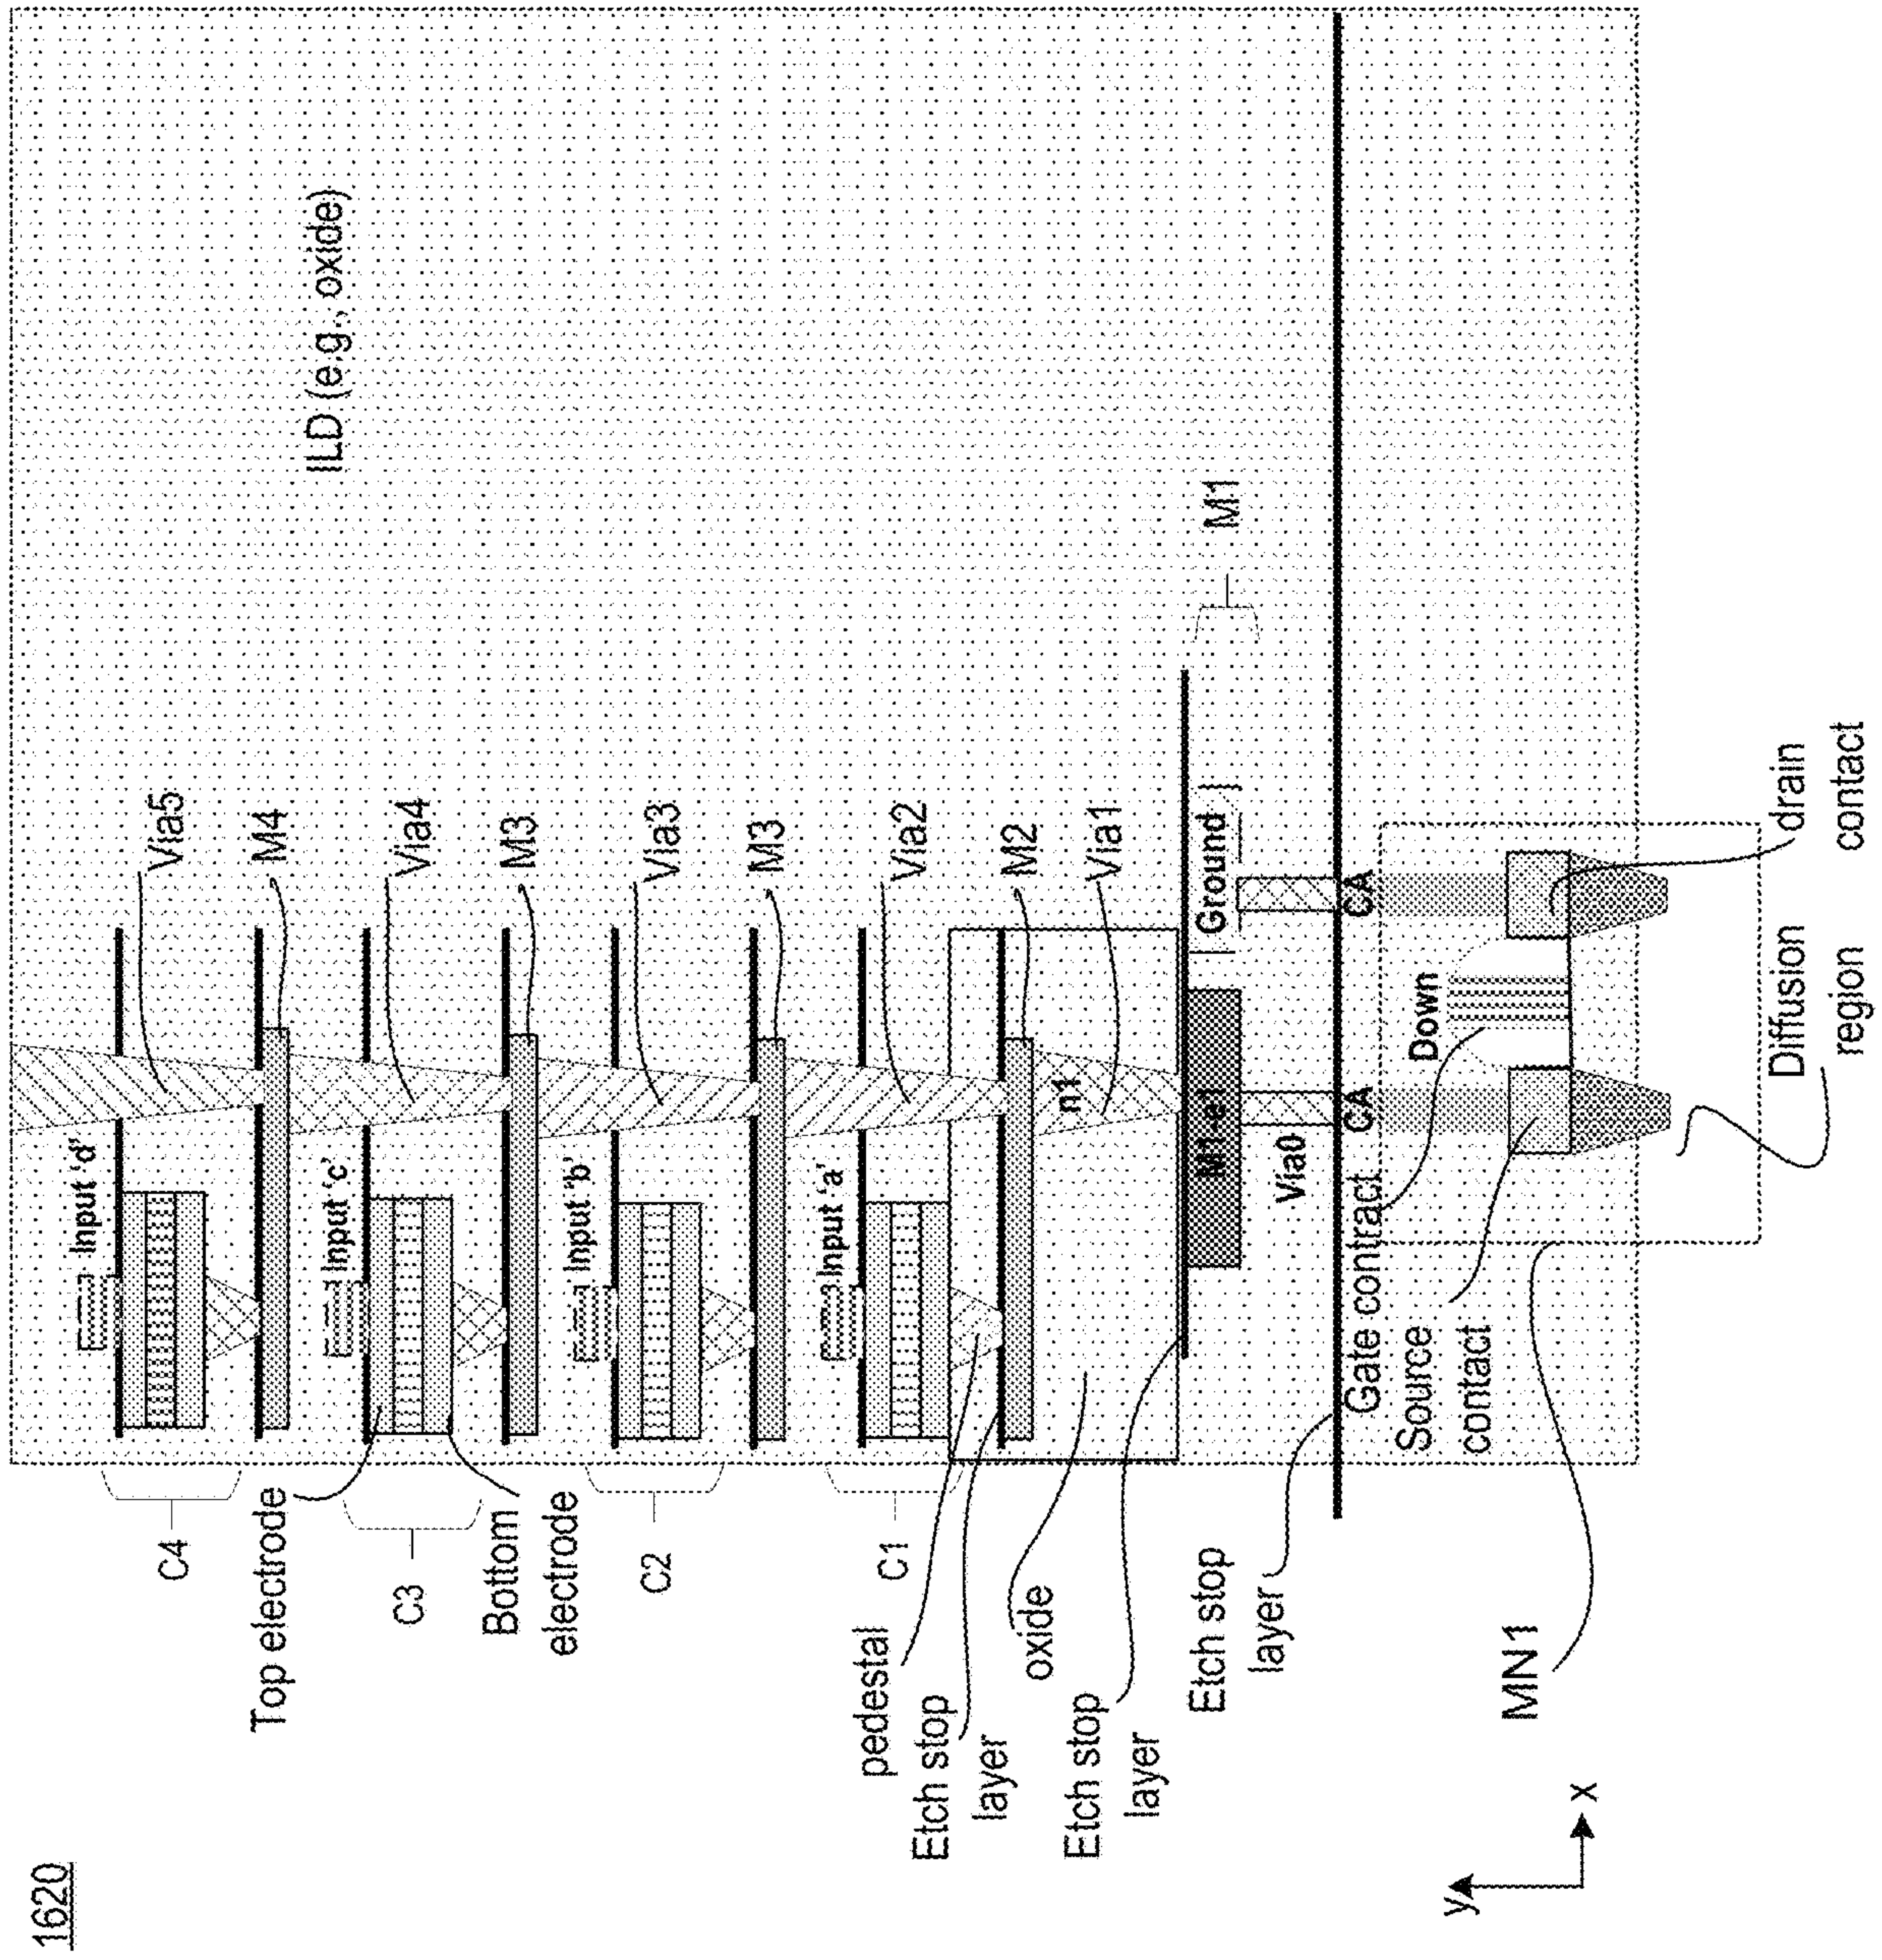 1620
ILD (e.g., oxide)
Input 'd'
Via5
C4
M4
Top electrode
Input 'c'
Via4
C3
M3
Bottom
electrode
Input 'b'
Via3
C2
M3
Input 'a'
Via2
C1
M2
pedestal
Etch stop
layer
n1
Via1
oxide
Etch stop
layer
M1
Ground
M1-e1
Via0
Etch stop
layer
CA
CA
Gate contract
Down
Source
contact
MN1
drain
contact
Diffusion
region
y
x